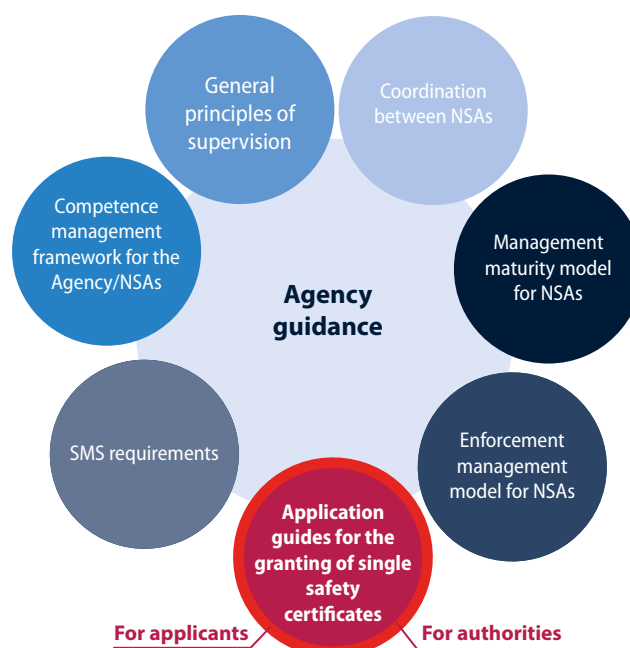 General
principles of
supervision
Coordination
between NSAs
Competence
management
framework for the
Agency/NSAs
Management
maturity model
for NSAs
Agency
guidance
SMS requirements
Enforcement
management
model for NSAs
Application
guides for the
granting of single
safety
certificates
For applicants
For authorities